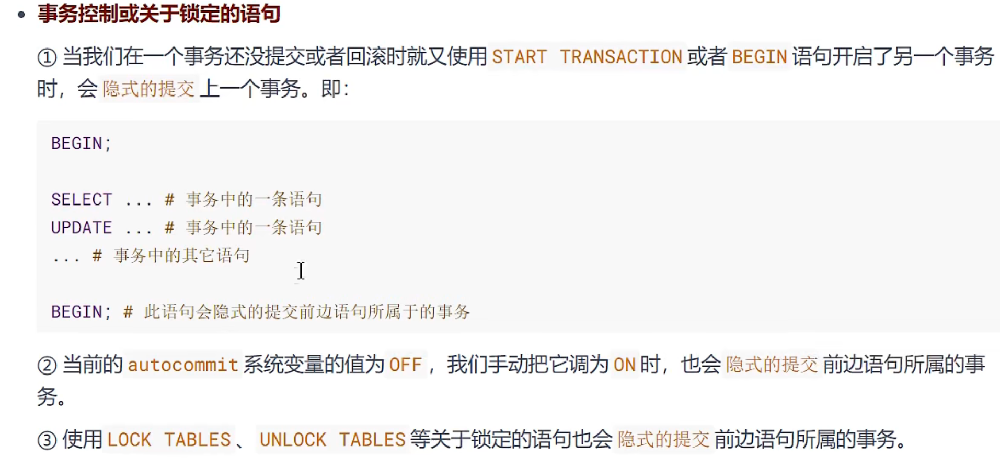 • 事务控制或关于锁定的语句
① 当我们在一个事务还没提交或者回滚时就又使用 START TRANSACTION 或者 BEGIN 语句开启了另一个事务
时，会 隐式的提交 上一个事务。即：
BEGIN;
SELECT ... # 事务中的一条语句
UPDATE ... # 事务中的一条语句
... # 事务中的其它语句
BEGIN; # 此语句会隐式的提交前边语句所属于的事务
② 当前的 autocommit 系统变量的值为 OFF ，我们手动把它调为 ON 时，也会 隐式的提交 前边语句所属的事
务。
③ 使用 LOCK TABLES 、 UNLOCK TABLES 等关于锁定的语句也会 隐式的提交 前边语句所属的事务。